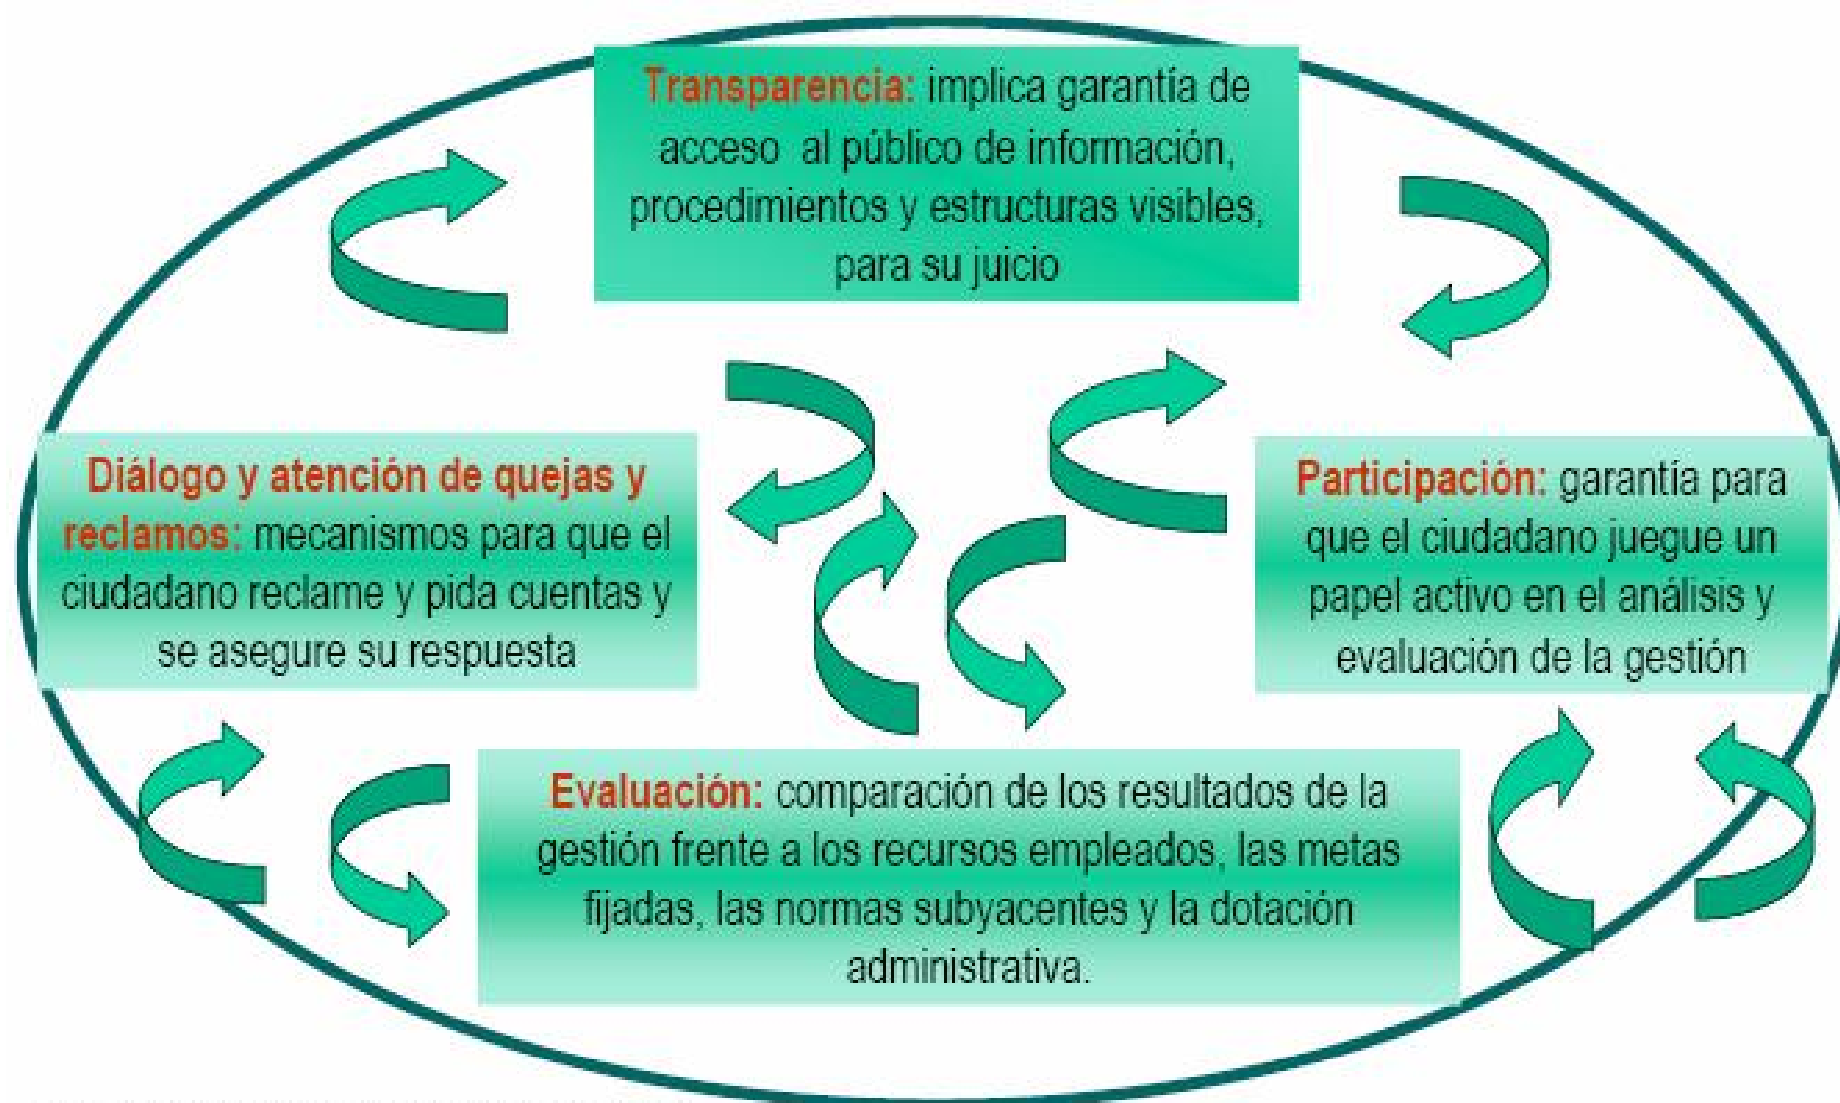 Transparencia: implica garantía de
acceso al público de información,
procedimientos y estructuras visibles,
para su juicio
Diálogo y atención de quejas y
reclamos: mecanismos para que el
ciudadano reclame y pida cuentas y
se asegure su respuesta
Participación: garantía para
que el ciudadano juegue un
papel activo en el análisis y
evaluación de la gestión
Evaluación: comparación de los resultados de la
gestión frente a los recursos empleados, las metas
fijadas, las normas subyacentes y la dotación
administrativa.